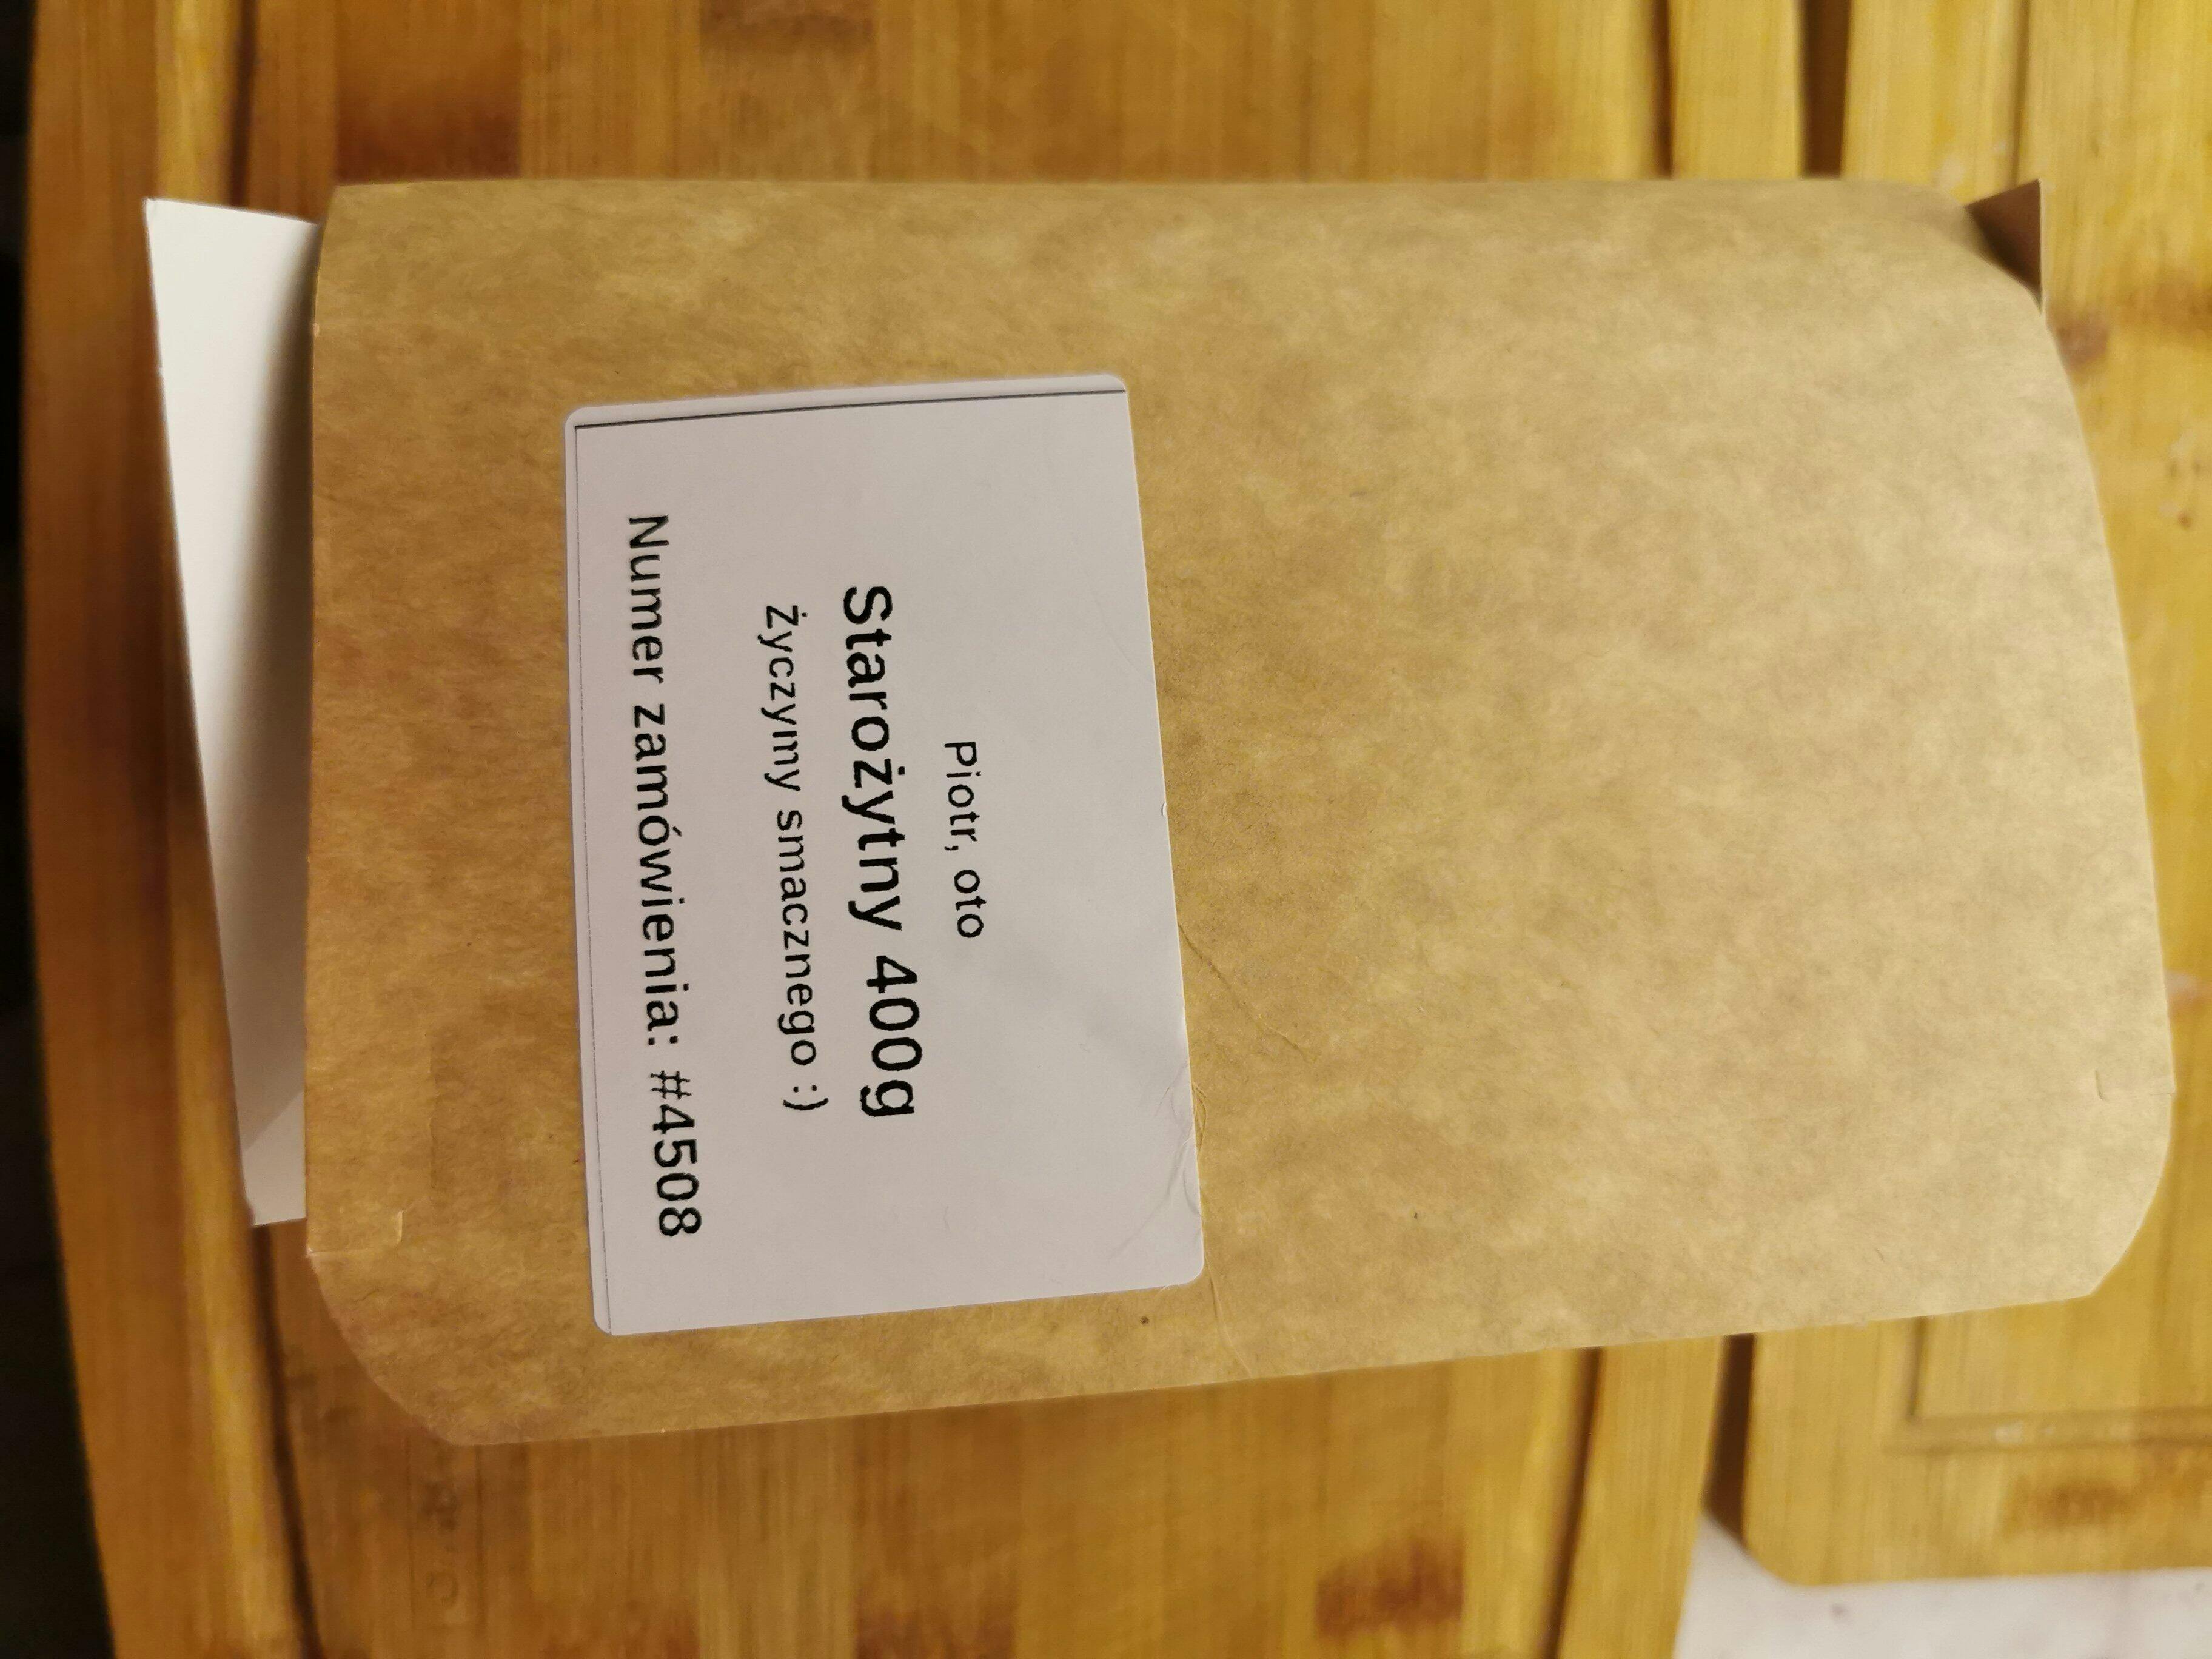 Piotr, oto
Starożytny 400g
Życzymy smacznego :)
Numer zamówienia: #4508